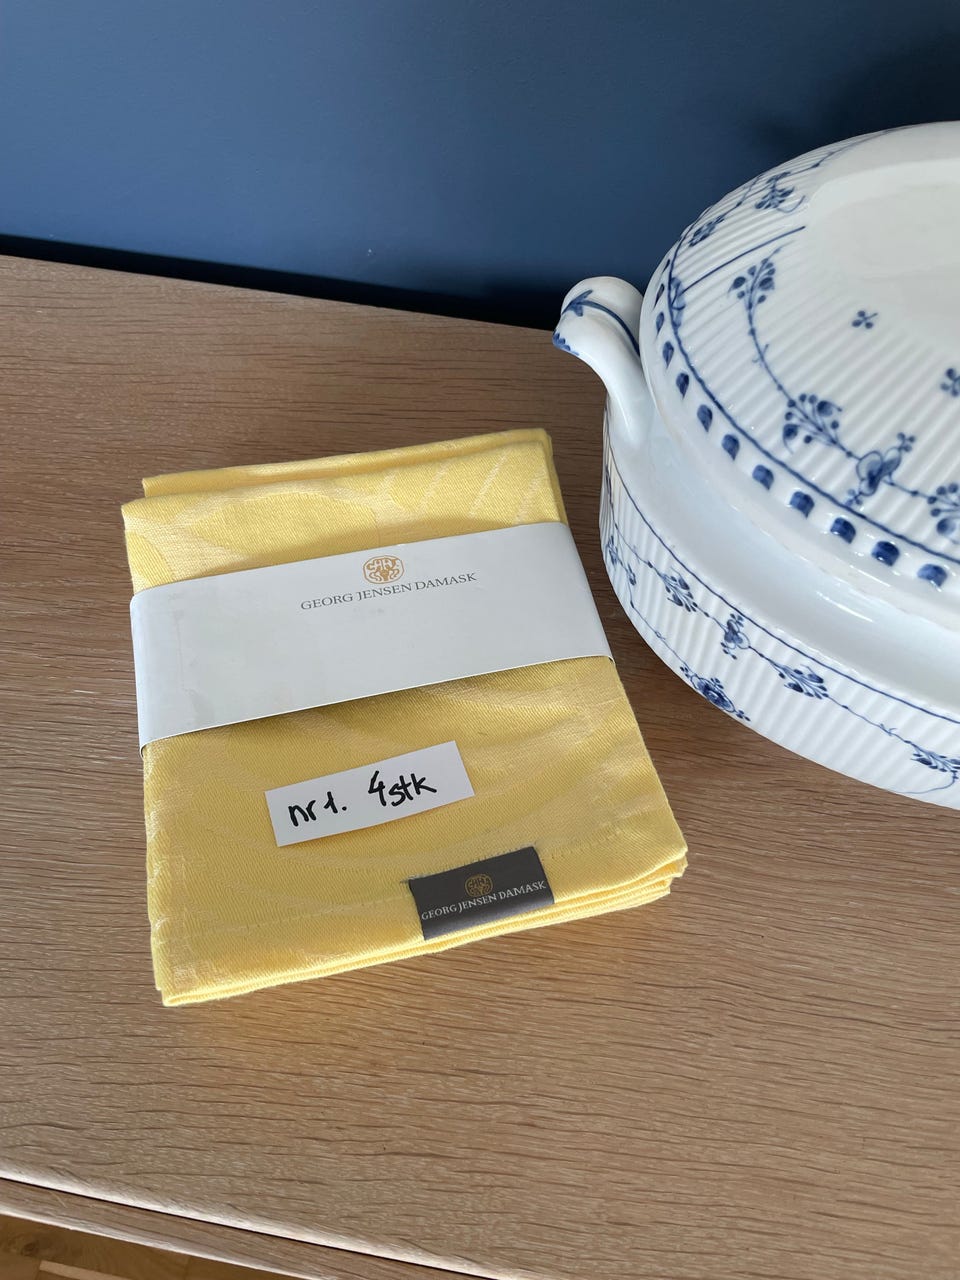 GEORG JENSEN DAMASK
nr 1. 4stk
GEORG JENSEN DAMASK